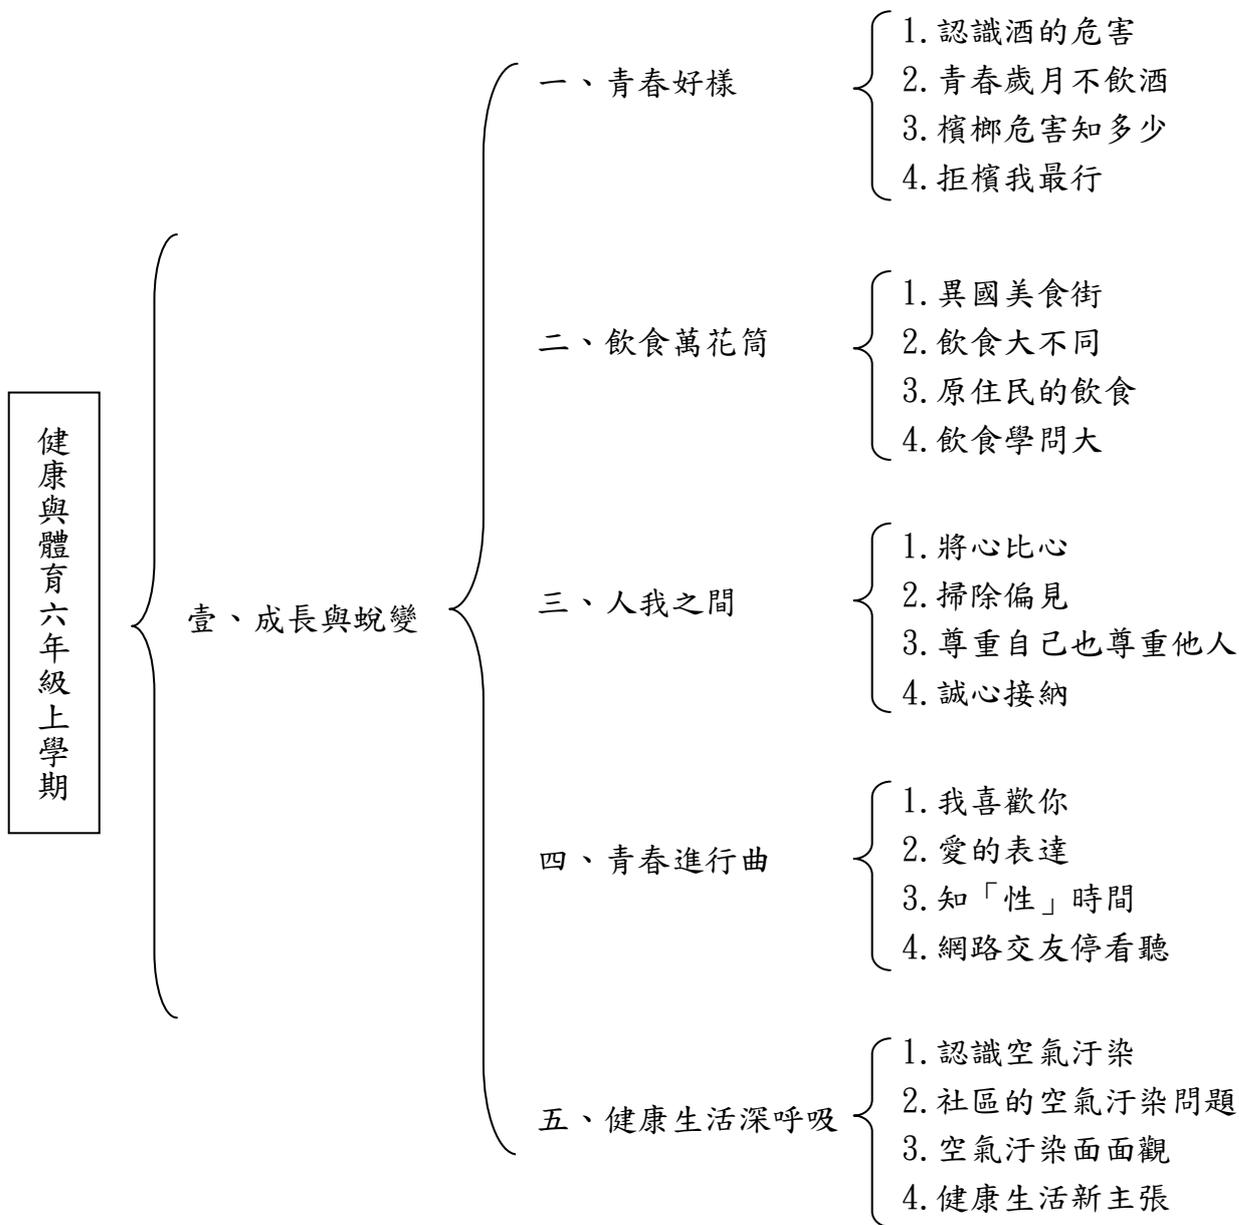 健康與體育六年級上學期
壹、成長與蛻變
一、青春好樣
1.認識酒的危害
2.青春歲月不飲酒
3.檳榔危害知多少
4.拒檳我最行
二、飲食萬花筒
1.異國美食街
2.飲食大不同
3.原住民的飲食
4.飲食學問大
三、人我之間
1.將心比心
2.掃除偏見
3.尊重自己也尊重他人
4.誠心接納
四、青春進行曲
1.我喜歡你
2.愛的表達
3.知「性」時間
4.網路交友停看聽
五、健康生活深呼吸
1.認識空氣汙染
2.社區的空氣汙染問題
3.空氣汙染面面觀
4.健康生活新主張